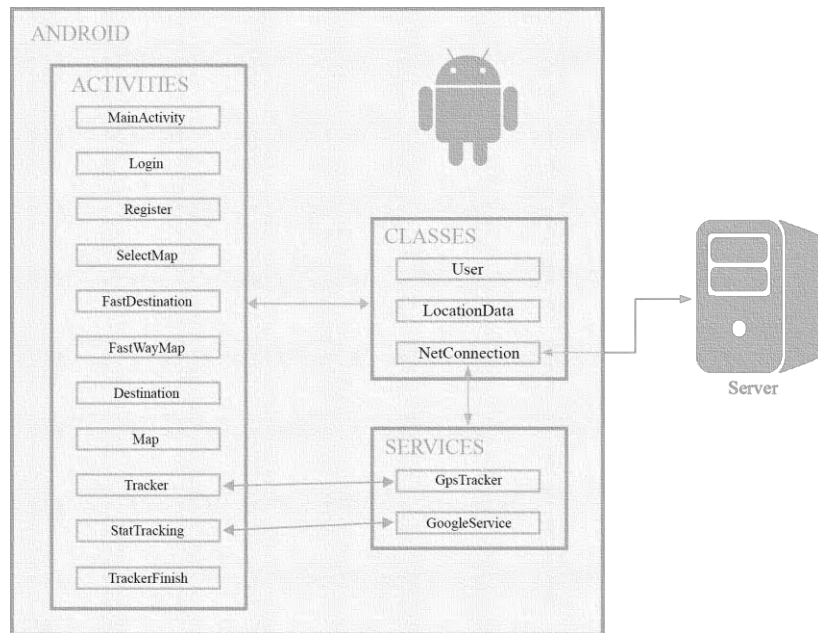 ANDROID
ACTIVITIES
MainActivity
Login
Register
SelectMap
FastDestination
FastWayMap
Destination
Map
Tracker
StatTracking
TrackerFinish
CLASSES
User
LocationData
NetConnection
SERVICES
GpsTracker
GoogleService
Server